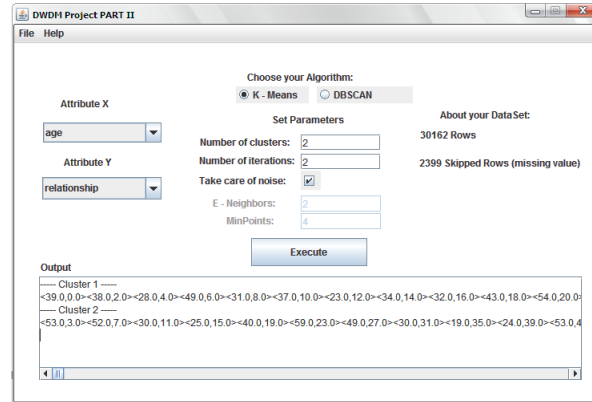 DWDM Project PART II
File Help
Choose your Algorithm:
K - Means DBSCAN
Attribute X
age
Attribute Y
relationship
Set Parameters
Number of clusters: 2
Number of iterations: 2
Take care of noise:
E - Neighbors: 2
MinPoints: 4
About your DataSet:
30162 Rows
2399 Skipped Rows (missing value)
Execute
Output
----- Cluster 1 -----
<39.0,0.0><38.0,2.0><28.0,4.0><49.0,6.0><31.0,8.0><37.0,10.0><23.0,12.0><34.0,14.0><32.0,16.0><43.0,18.0><54.0,20.0>
----- Cluster 2 -----
<53.0,3.0><52.0,7.0><30.0,11.0><25.0,15.0><40.0,19.0><59.0,23.0><49.0,27.0><30.0,31.0><19.0,35.0><24.0,39.0><53.0,4